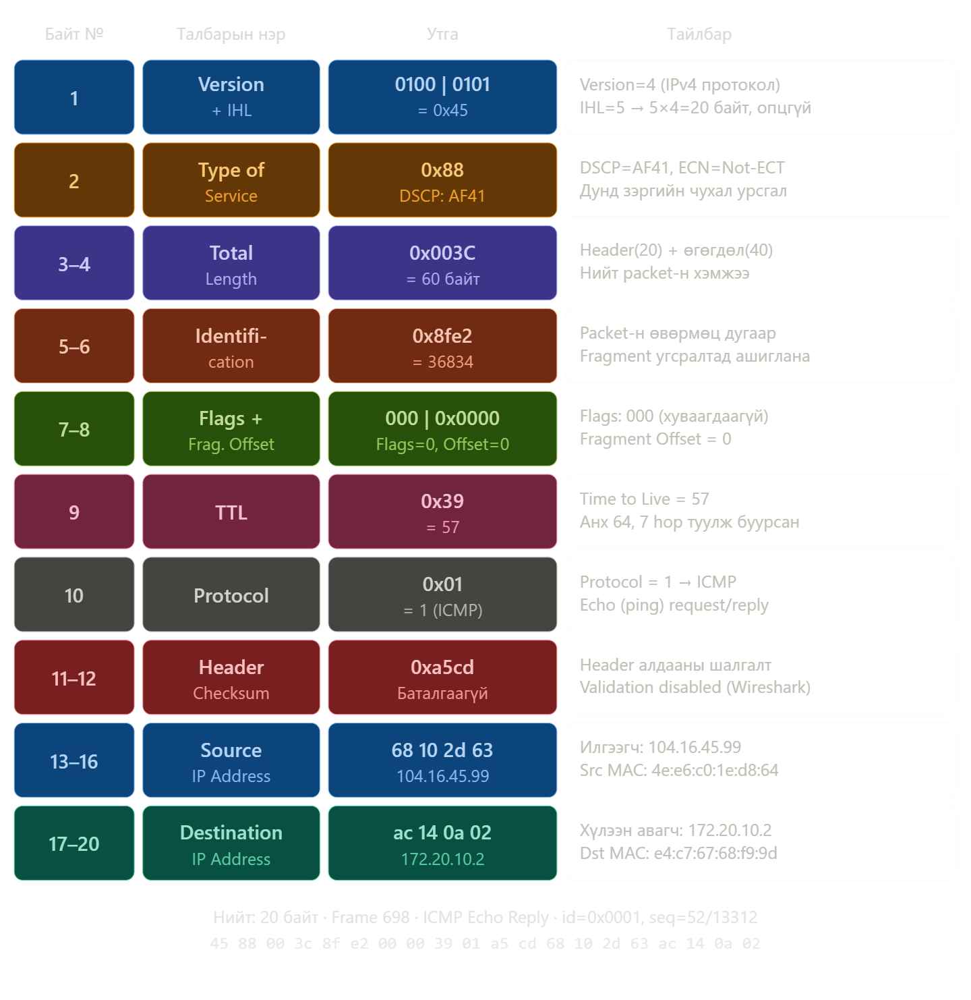 Байт №
Талбарын нэр
Утга
Тайлбар
1
Version
+ IHL
0100 | 0101
= 0x45
Version=4 (IPv4 протокол)
IHL=5 → 5×4=20 байт, опцгүй
2
Type of
Service
0x88
DSCP: AF41
DSCP=AF41, ECN=Not-ECT
Дунд зэргийн чухал урсгал
3–4
Total
Length
0x003C
= 60 байт
Header(20) + өгөгдөл(40)
Нийт packet-н хэмжээ
5–6
Identifi-
cation
0x8fe2
= 36834
Packet-н өвөрмөц дугаар
Fragment угсралтад ашиглана
7–8
Flags +
Frag. Offset
000 | 0x0000
Flags=0, Offset=0
Flags: 000 (хуваагдаагүй)
Fragment Offset = 0
9
TTL
0x39
= 57
Time to Live = 57
Анх 64, 7 hop туулж буурсан
10
Protocol
0x01
= 1 (ICMP)
Protocol = 1 → ICMP
Echo (ping) request/reply
11–12
Header
Checksum
0xa5cd
Баталгаагүй
Header алдааны шалгалт
Validation disabled (Wireshark)
13–16
Source
IP Address
68 10 2d 63
104.16.45.99
Илгээгч: 104.16.45.99
Src MAC: 4e:e6:c0:1e:d8:64
17–20
Destination
IP Address
ac 14 0a 02
172.20.10.2
Хүлээн авагч: 172.20.10.2
Dst MAC: e4:c7:67:68:f9:9d
Нийт: 20 байт · Frame 698 · ICMP Echo Reply · id=0x0001, seq=52/13312
45 88 00 3c 8f e2 00 00 39 01 a5 cd 68 10 2d 63 ac 14 0a 02